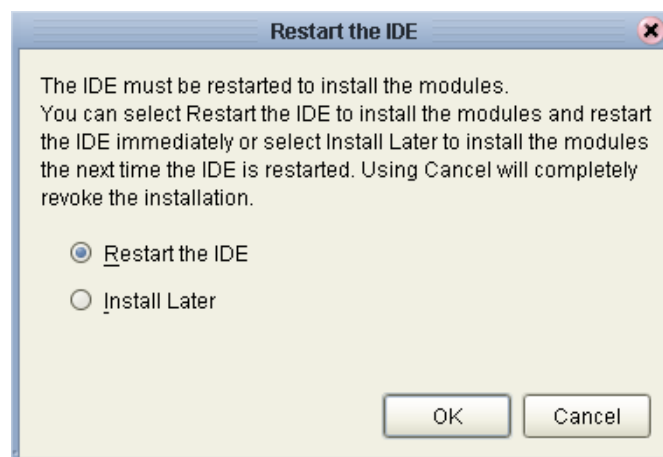 Restart the IDE
The IDE must be restarted to install the modules.
You can select Restart the IDE to install the modules and restart
the IDE immediately or select Install Later to install the modules
the next time the IDE is restarted. Using Cancel will completely
revoke the installation.
Restart the IDE
Install Later
OK
Cancel